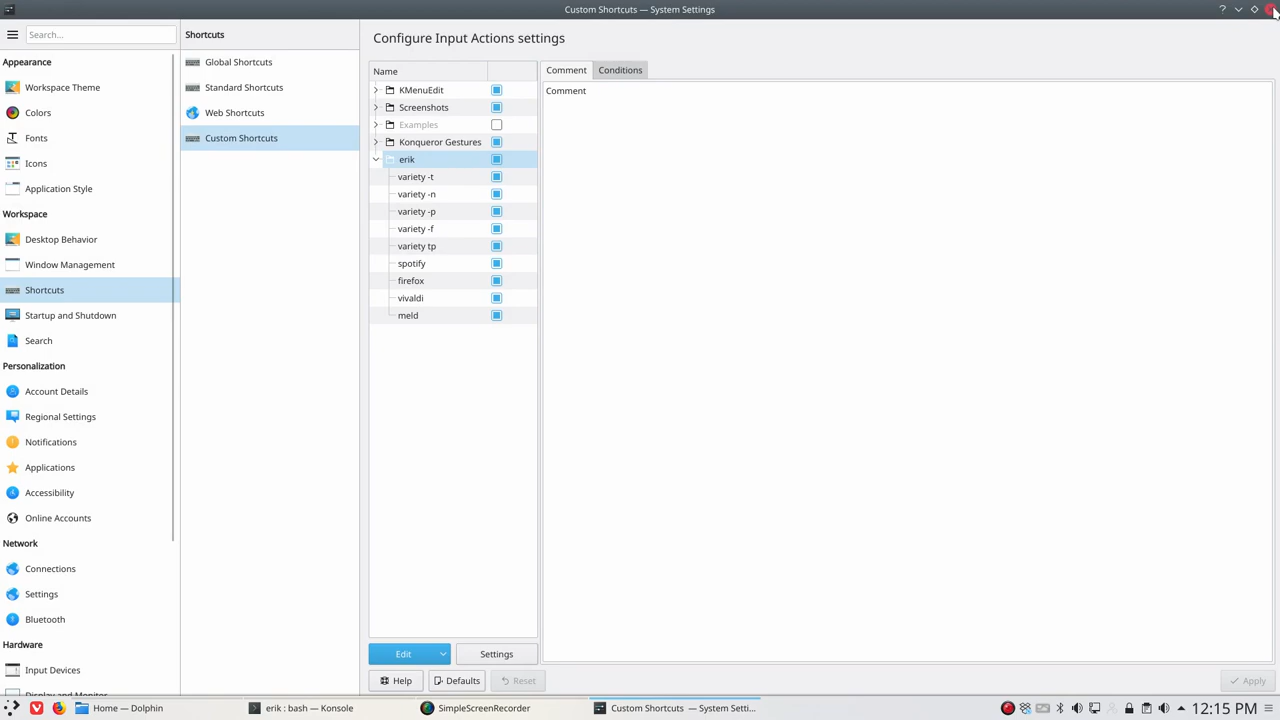 Custom Shortcuts — System Settings
Search...
Appearance
Workspace Theme
Colors
Fonts
Icons
Application Style
Workspace
Desktop Behavior
Window Management
Shortcuts
Startup and Shutdown
Search
Personalization
Account Details
Regional Settings
Notifications
Applications
Accessibility
Online Accounts
Network
Connections
Settings
Bluetooth
Hardware
Input Devices
Display and Monitor
Shortcuts
Global Shortcuts
Standard Shortcuts
Web Shortcuts
Custom Shortcuts
Configure Input Actions settings
Name
KMenuEdit
Screenshots
Examples
Konqueror Gestures
erik
variety -t
variety -n
variety -p
variety -f
variety tp
spotify
firefox
vivaldi
meld
Edit
Settings
Comment
Conditions
Comment
Help
Defaults
Reset
Apply
Home — Dolphin
erik : bash — Konsole
SimpleScreenRecorder
Custom Shortcuts — System Setti...
12:15 PM